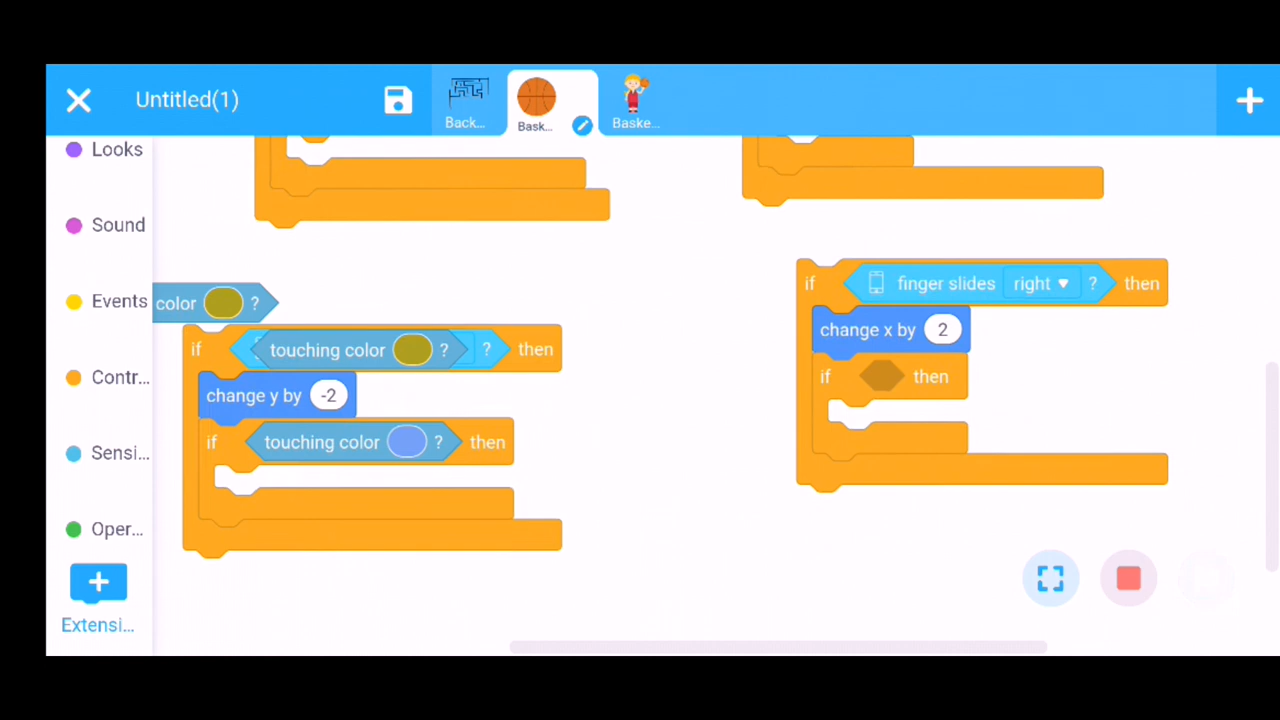 Untitled(1)
Back...
Bask...
Baske...
Looks
Sound
Events
Contr...
Sensi...
Oper...
Extensi...
color ?
if touching color ? ? then
change y by -2
if touching color ? then
if finger slides right ? then
change x by 2
if then